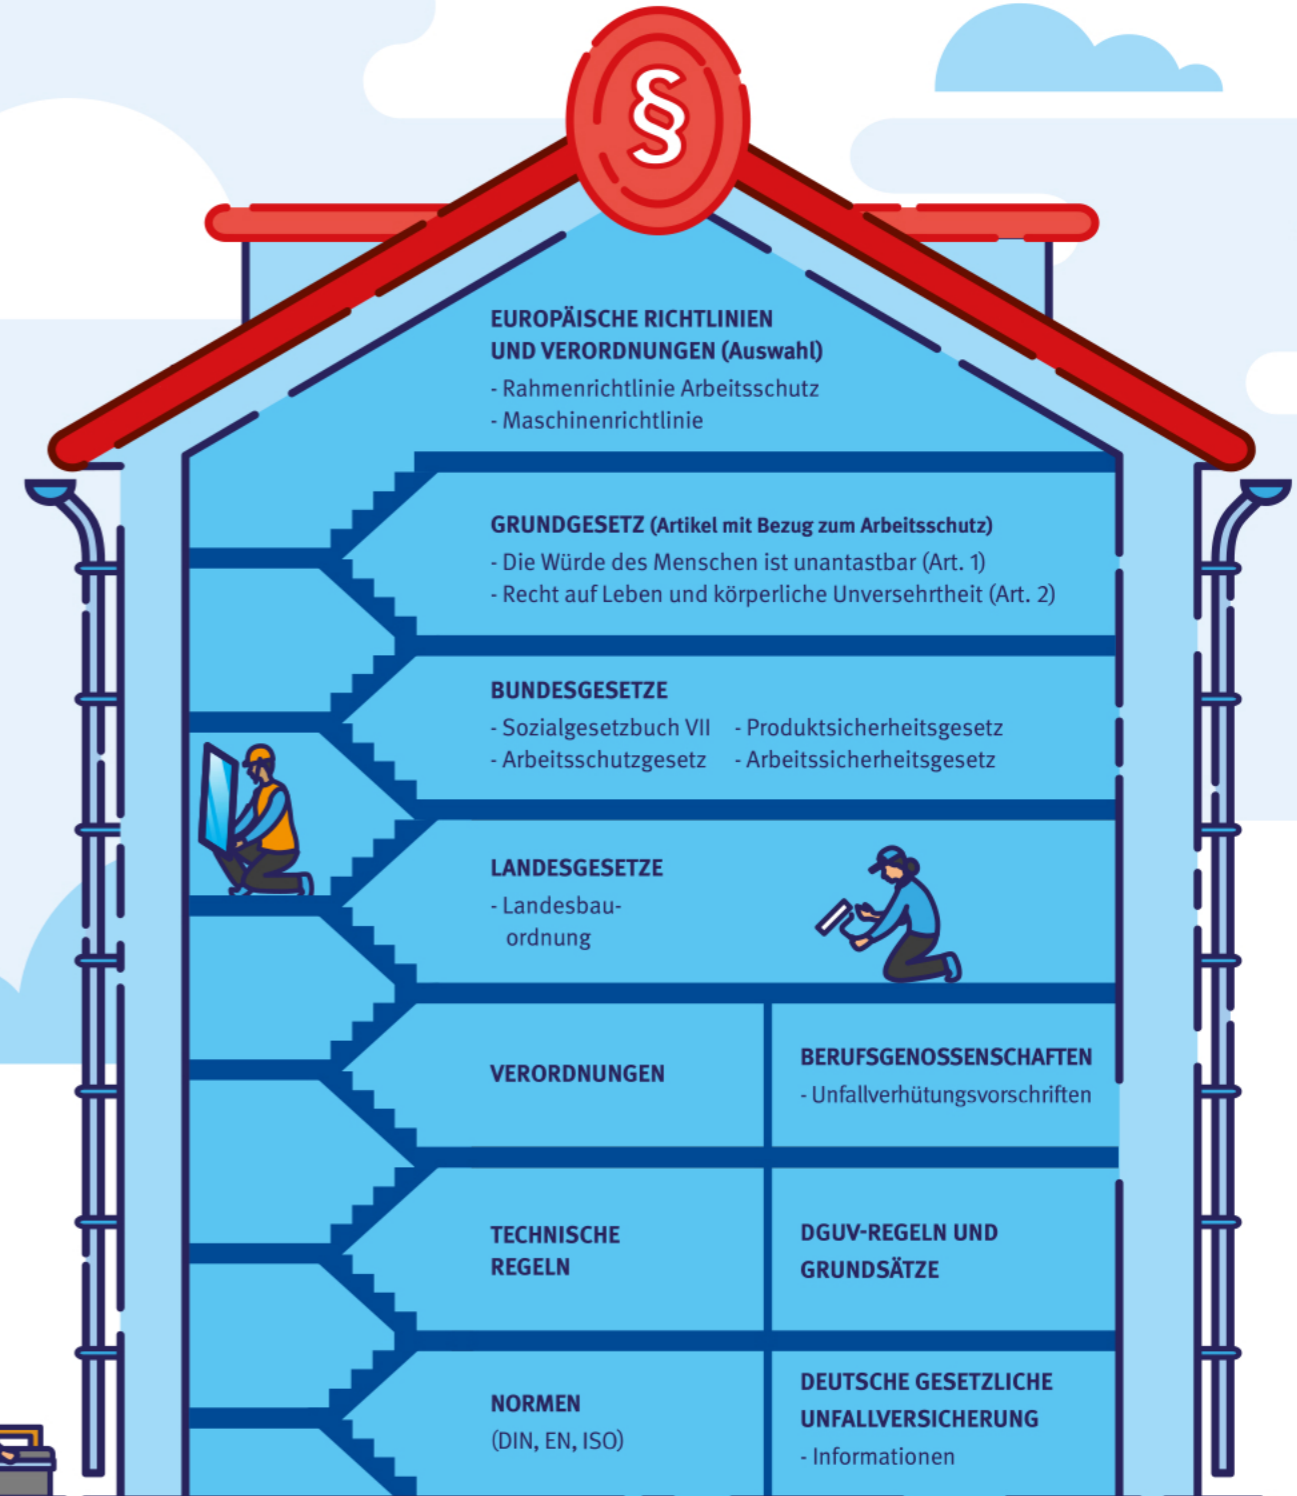 §
EUROPÄISCHE RICHTLINIEN
UND VERORDNUNGEN (Auswahl)
- Rahmenrichtlinie Arbeitsschutz
- Maschinenrichtlinie
GRUNDGESETZ (Artikel mit Bezug zum Arbeitsschutz)
- Die Würde des Menschen ist unantastbar (Art. 1)
- Recht auf Leben und körperliche Unversehrtheit (Art. 2)
BUNDESGESETZE
- Sozialgesetzbuch VII - Produktsicherheitsgesetz
- Arbeitsschutzgesetz - Arbeitssicherheitsgesetz
LANDESGESETZE
- Landesbau-
ordnung
VERORDNUNGEN
BERUFSGENOSSENSCHAFTEN
- Unfallverhütungsvorschriften
TECHNISCHE
REGELN
DGUV-REGELN UND
GRUNDSÄTZE
NORMEN
(DIN, EN, ISO)
DEUTSCHE GESETZLICHE
UNFALLVERSICHERUNG
- Informationen